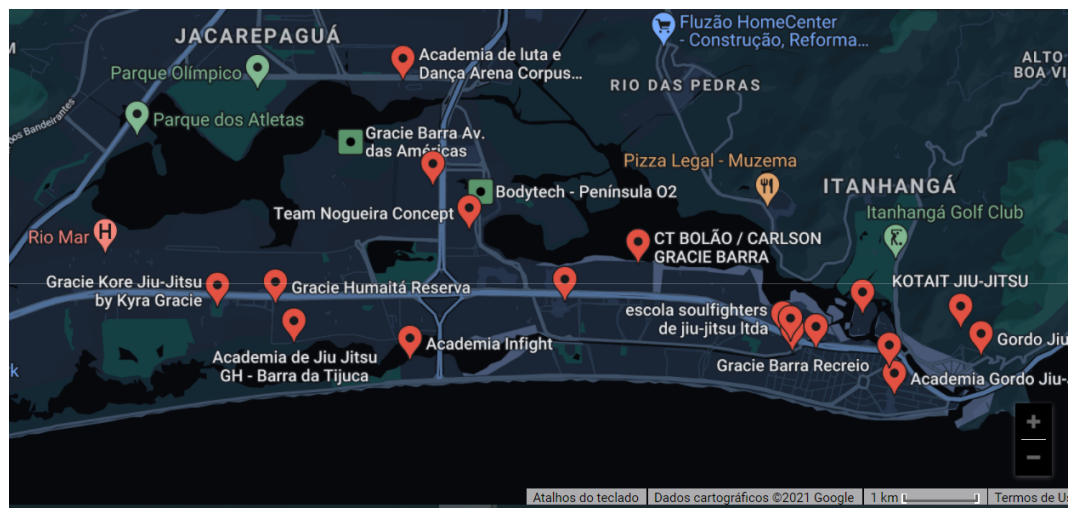 JACAREPAGUÁ
Fluzão HomeCenter
- Construção, Reforma...
Parque Olímpico
Academia de luta e
Dança Arena Corpus...
ALTO
BOA VI
RIO DAS PEDRAS
os Bandeirantes
Parque dos Atletas
Gracie Barra Av.
das Américas
Pizza Legal - Muzema
Bodytech - Península O2
ITANHANGÁ
Team Nogueira Concept
Itanhangá Golf Club
Rio Mar
H
CT BOLÃO / CARLSON
GRACIE BARRA
Gracie Kore Jiu-Jitsu
by Kyra Gracie
Gracie Humaitá Reserva
KOTAIT JIU-JITSU
escola soulfighters
de jiu-jitsu ltda
Academia de Jiu Jitsu
GH - Barra da Tijuca
Academia Infight
Gordo Jiu
Gracie Barra Recreio
Academia Gordo Jiu-J
k
+
−
Atalhos do teclado
Dados cartográficos ©2021 Google
1 km
Termos de Us